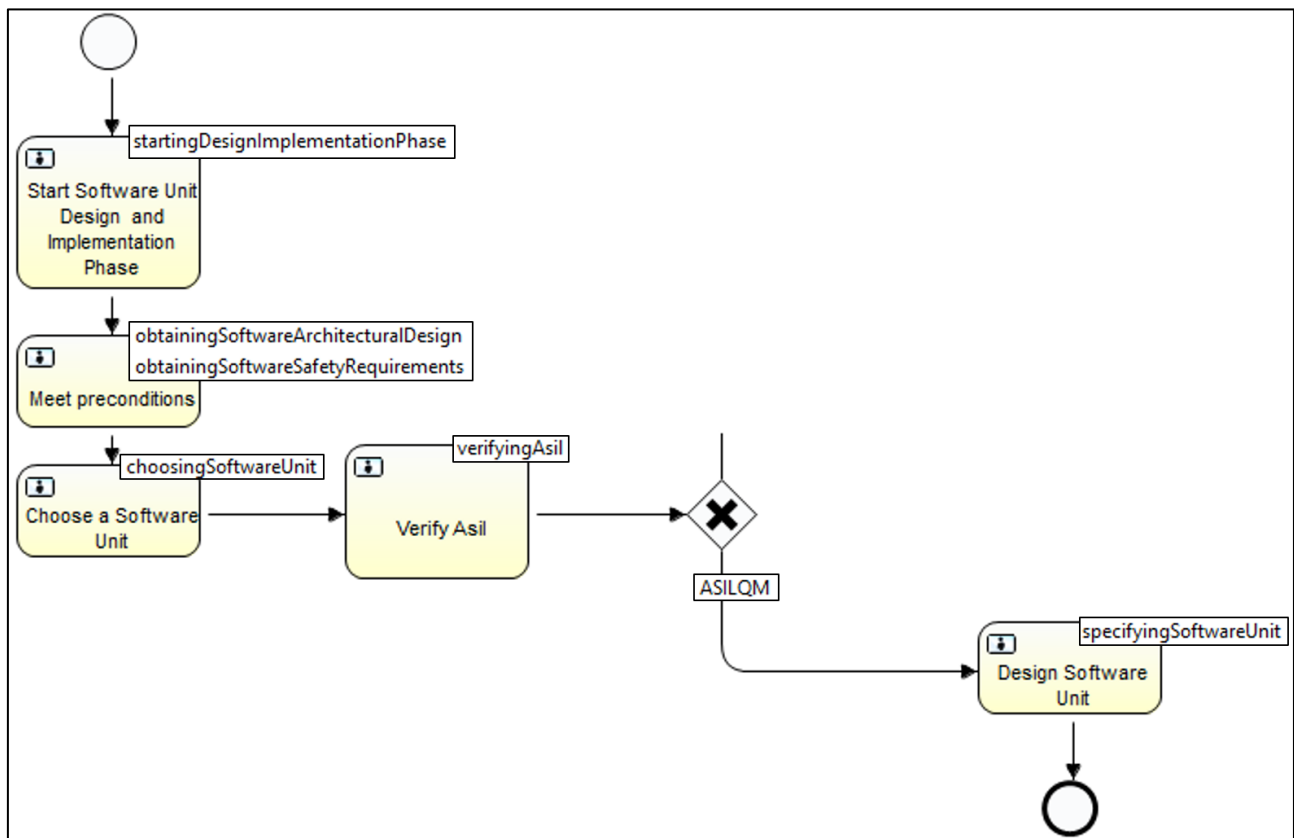 startingDesignImplementationPhase
Start Software Unit
Design and
Implementation
Phase
obtainingSoftwareArchitecturalDesign
obtainingSoftwareSafetyRequirements
Meet preconditions
choosingSoftwareUnit
Choose a Software
Unit
verifyingAsil
Verify Asil
ASILQM
specifyingSoftwareUnit
Design Software
Unit